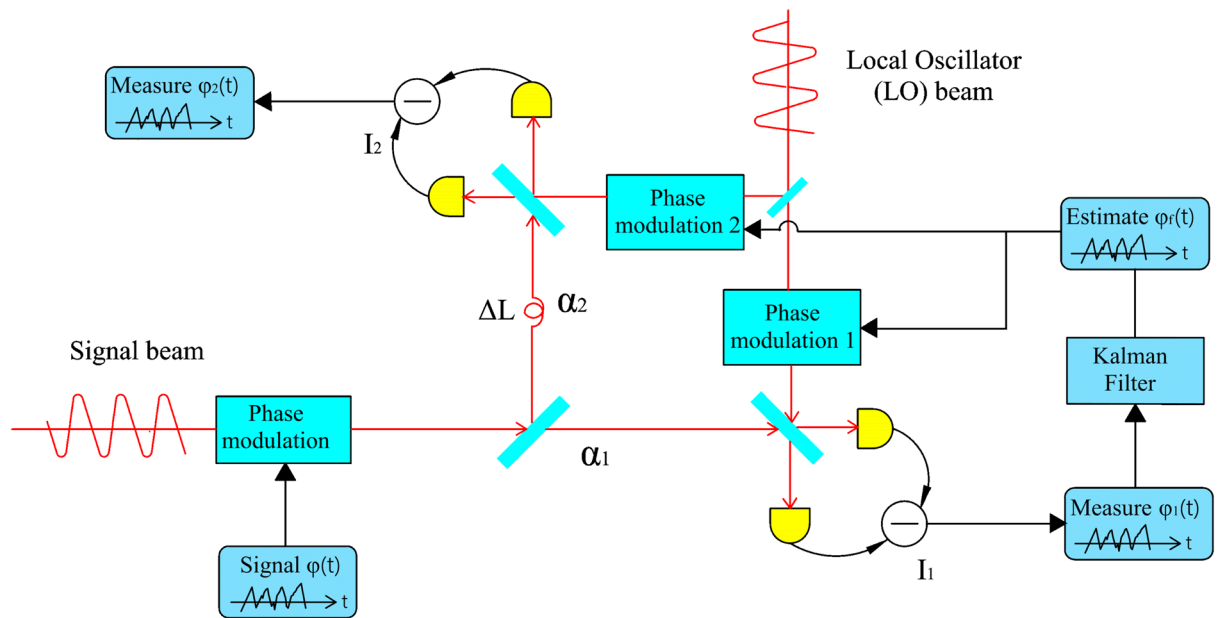 Measure φ₂(t)
t
I₂
Local Oscillator
(LO) beam
Phase
modulation 2
Estimate φf(t)
t
ΔL
α₂
Phase
modulation 1
Signal beam
Kalman
Filter
Phase
modulation
α₁
Measure φ₁(t)
t
Signal φ(t)
t
I₁